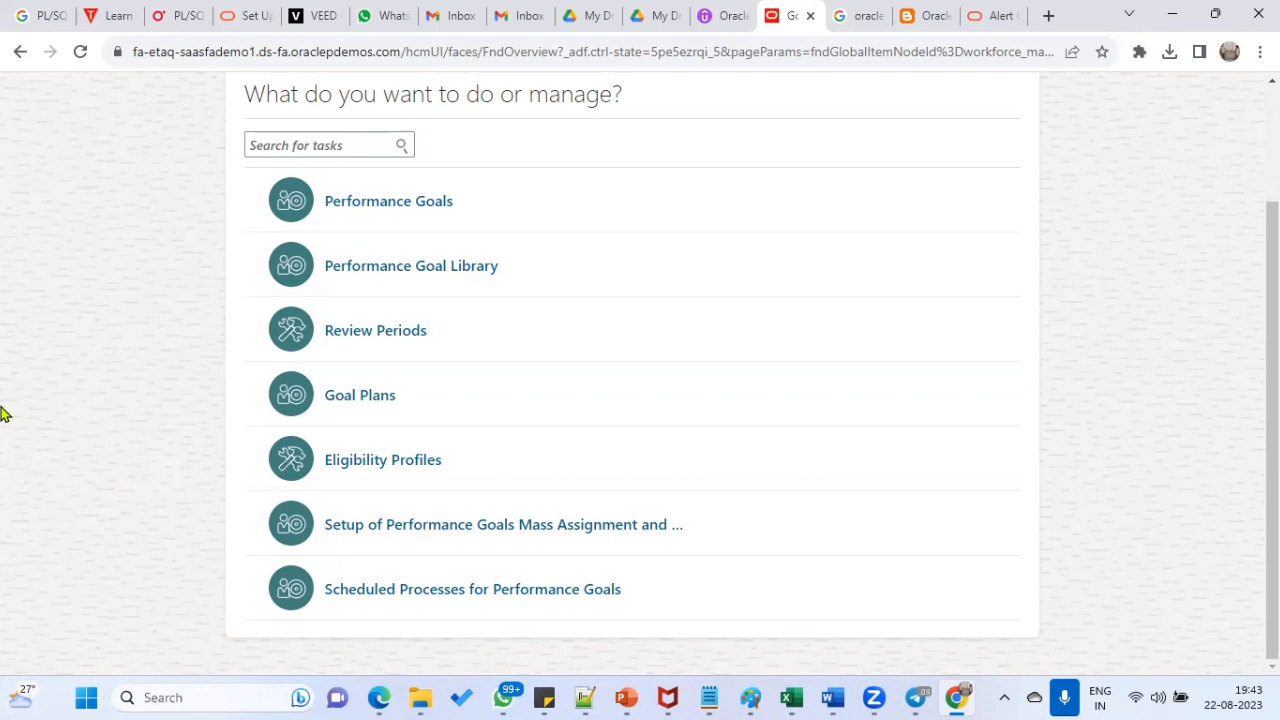 PL/SQ
Learn
PL/SQ
Set Up
VEED
Whats
Inbox
Inbox
My Dr
My Dr
Oracle
Go
oracle
Oracle
Alert C
fa-etaq-saasfademo1.ds-fa.oraclepdemos.com/hcmUI/faces/FndOverview?_adf.ctrl-state=5pe5ezrqi_5&pageParams=fndGlobalItemNodeId%3Dworkforce_ma...
What do you want to do or manage?
Search for tasks
Performance Goals
Performance Goal Library
Review Periods
Goal Plans
Eligibility Profiles
Setup of Performance Goals Mass Assignment and ...
Scheduled Processes for Performance Goals
27°
Search
99+
09
ENG
IN
19:43
22-08-2023